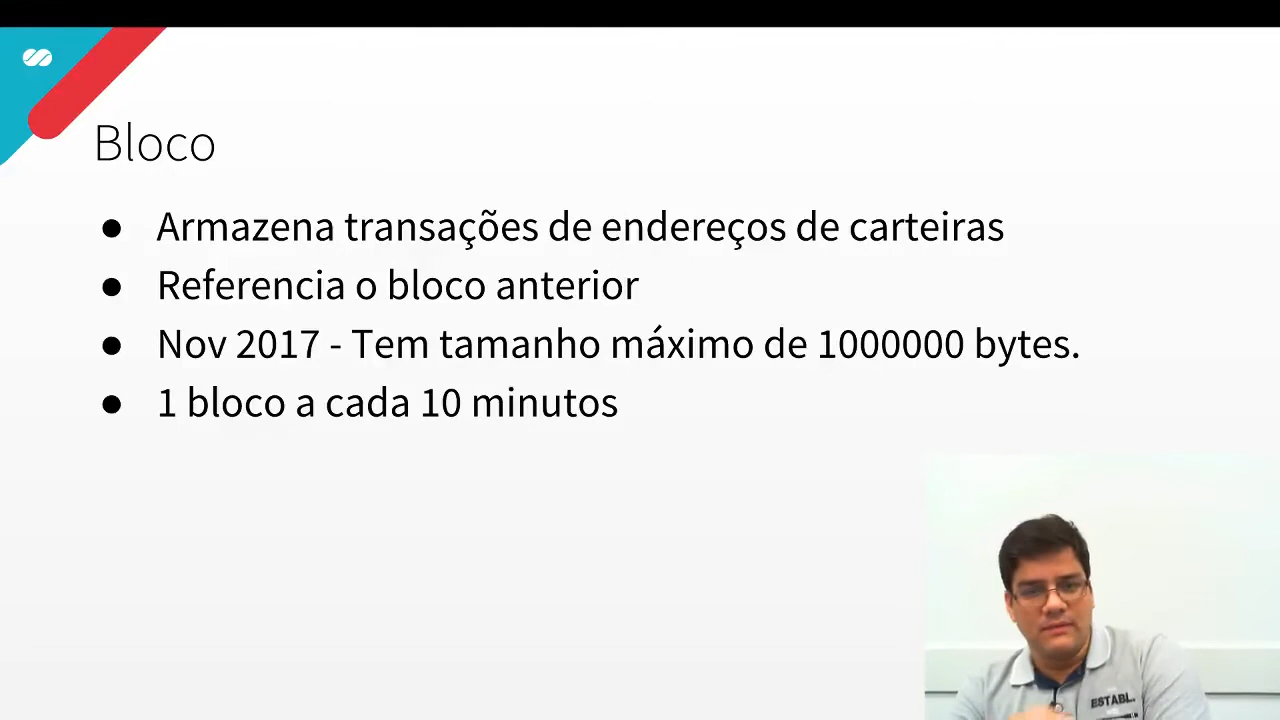 Bloco
● Armazena transações de endereços de carteiras
● Referencia o bloco anterior
● Nov 2017 - Tem tamanho máximo de 1000000 bytes.
● 1 bloco a cada 10 minutos
ESTABL.